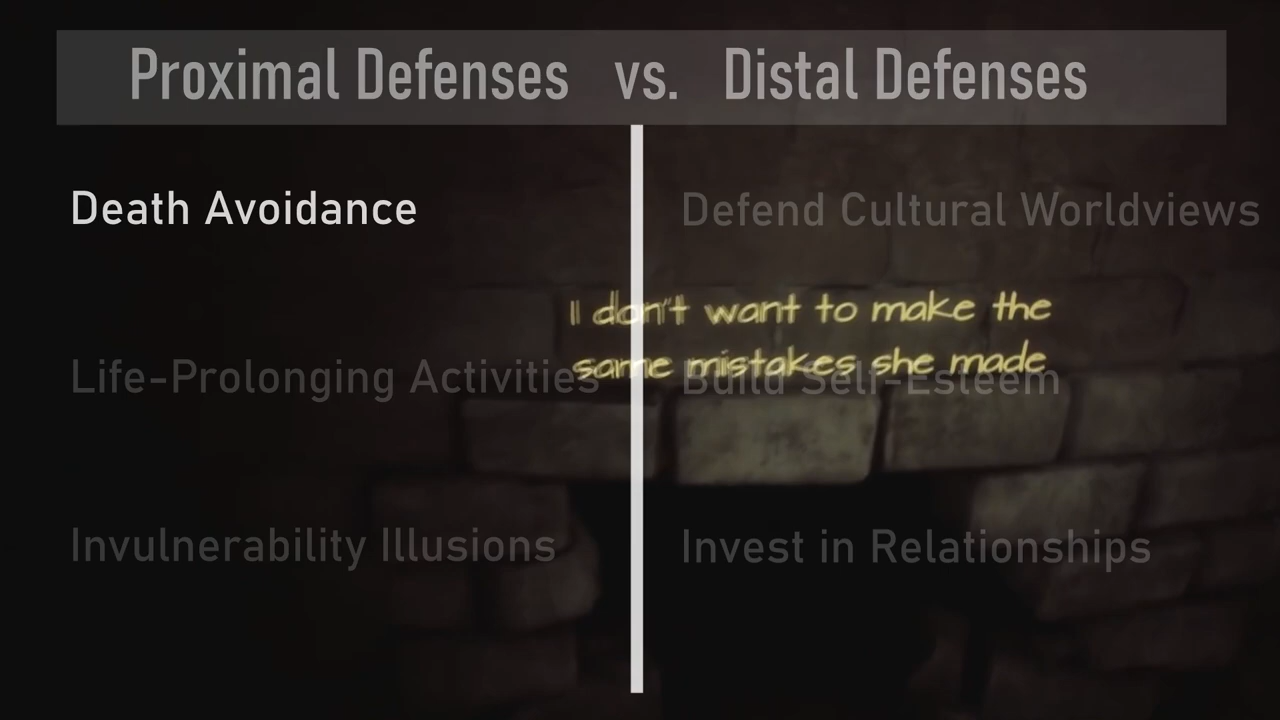 Proximal Defenses vs. Distal Defenses
Death Avoidance
Defend Cultural Worldviews
I don't want to make the
same mistakes she made
Life-Prolonging Activities
Build Self-Esteem
Invulnerability Illusions
Invest in Relationships